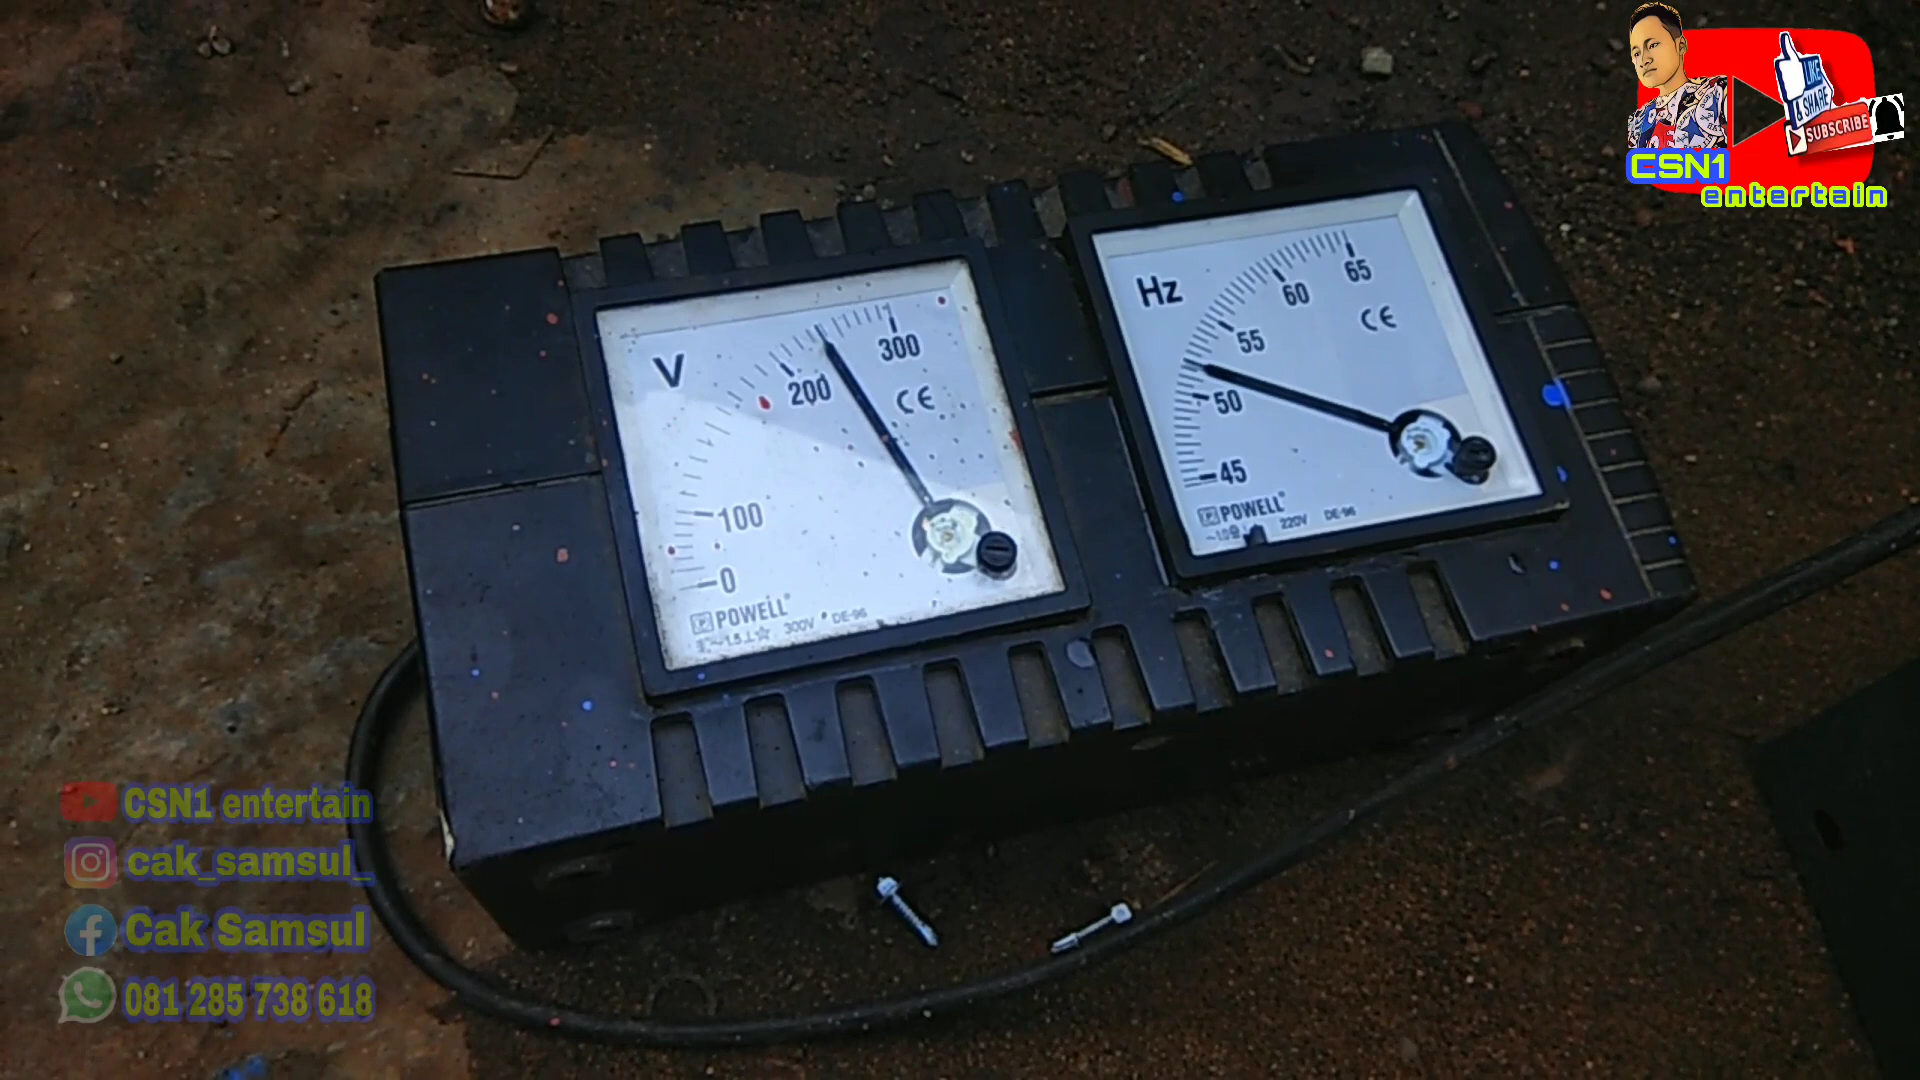 LIKE
& SHARE
SUBSCRIBE
CSN1
entertain
V
200
300
CE
100
0
POWELL
300V DE-96
Hz
65
60
55
CE
50
45
POWELL
220V DE-96
CSN1 entertain
cak_samsul_
Cak Samsul
081 285 738 618